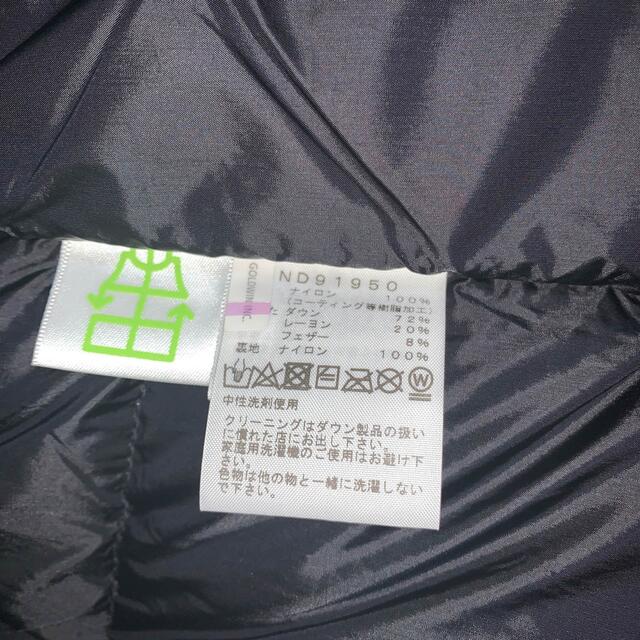 GOLDWIN INC.
ND91950
ナイロン 100%
(コーティング等樹脂加工)
た ダウン 72%
レーヨン 20%
フェザー 8%
裏地 ナイロン 100%
W
中性洗剤使用
クリーニングはダウン製品の扱い
に慣れた店にお出し下さい。
家庭用洗濯機のご使用はお避け下
さい。
色物は他の物と一緒に洗濯しない
で下さい。